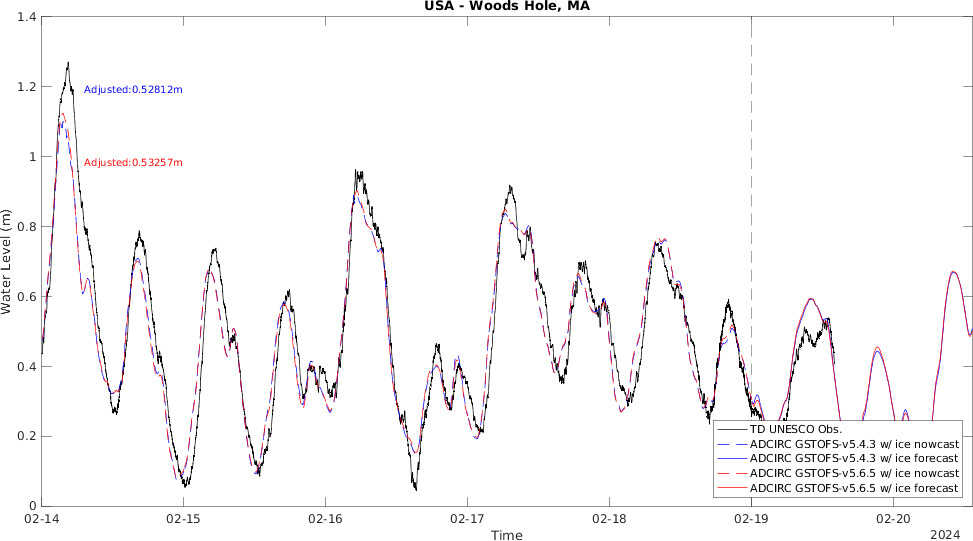 USA - Woods Hole, MA
1.4
1.2
1
0.8
0.6
0.4
0.2
0
Water Level (m)
Adjusted:0.52812m
Adjusted:0.53257m
TD UNESCO Obs.
ADCIRC GSTOFS-v5.4.3 w/ ice nowcast
ADCIRC GSTOFS-v5.4.3 w/ ice forecast
ADCIRC GSTOFS-v5.6.5 w/ ice nowcast
ADCIRC GSTOFS-v5.6.5 w/ ice forecast
02-14 02-15 02-16 02-17 02-18 02-19 02-20
Time
2024